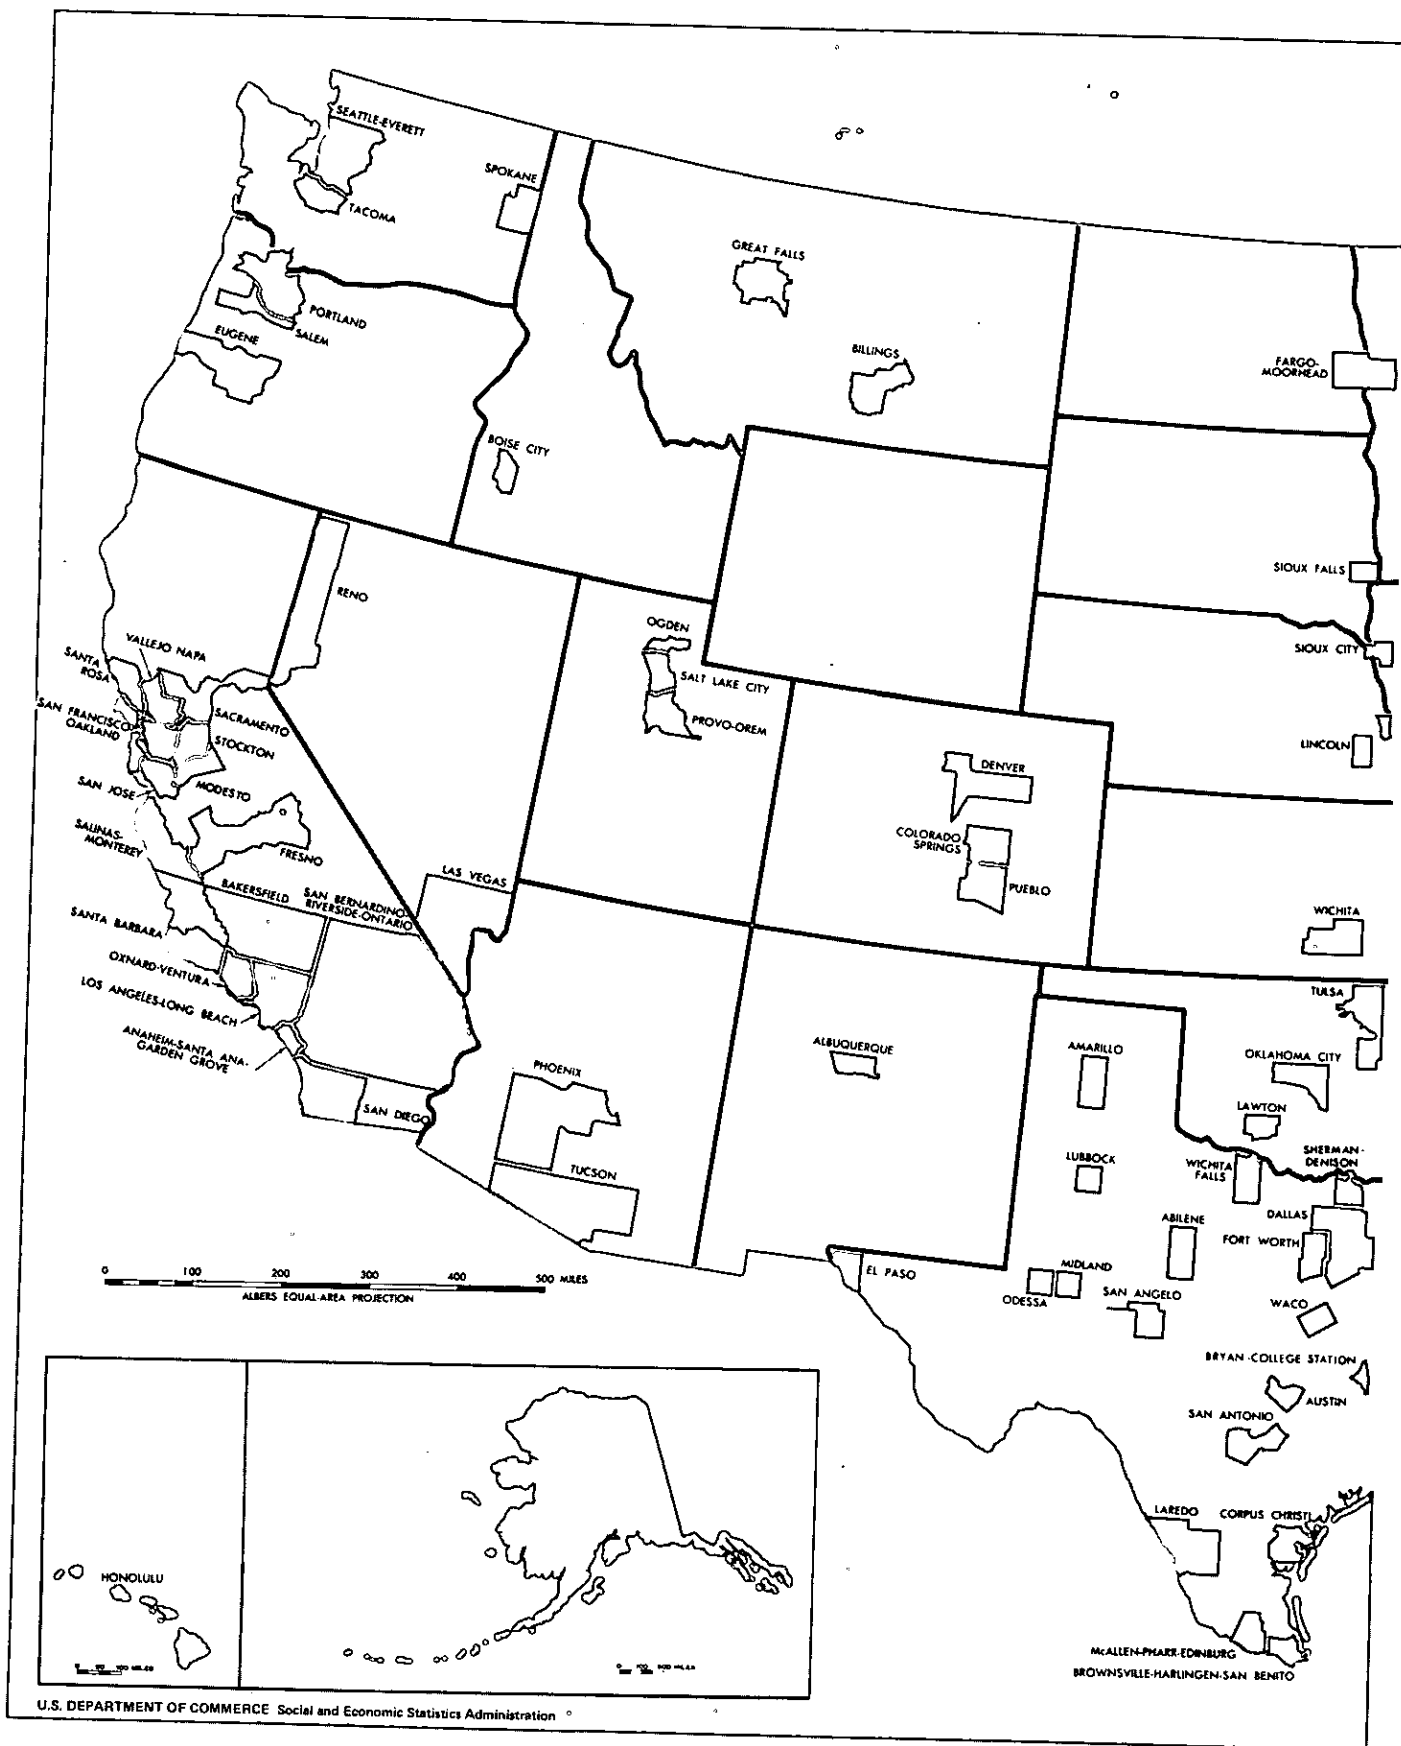 SEATTLE-EVERETT
SPOKANE
TACOMA
GREAT FALLS
PORTLAND
SALEM
EUGENE
BILLINGS
FARGO-
MOORHEAD
BOISE CITY
SIOUX FALLS
RENO
OGDEN
VALLEJO NAPA
SANTA
ROSA
SIOUX CITY
SALT LAKE CITY
SAN FRANCISCO
OAKLAND
SACRAMENTO
PROVO-OREM
STOCKTON
LINCOLN
DENVER
SAN JOSE
MODESTO
SALINAS-
MONTEREY
COLORADO
SPRINGS
FRESNO
LAS VEGAS
PUEBLO
BAKERSFIELD
SAN BERNARDINO-
RIVERSIDE-ONTARIO
WICHITA
SANTA BARBARA
OXNARD-VENTURA
LOS ANGELES-LONG BEACH
TULSA
ANAHEIM-SANTA ANA-
GARDEN GROVE
ALBUQUERQUE
AMARILLO
OKLAHOMA CITY
PHOENIX
SAN DIEGO
LAWTON
LUBBOCK
WICHITA
FALLS
SHERMAN-
DENISON
TUCSON
ABILENE
DALLAS
FORT WORTH
MIDLAND
EL PASO
ODESSA
SAN ANGELO
WACO
0 100 200 300 400 500 MILES
ALBERS EQUAL-AREA PROJECTION
BRYAN-COLLEGE STATION
AUSTIN
SAN ANTONIO
LAREDO
CORPUS CHRISTI
HONOLULU
McALLEN-PHARR-EDINBURG
BROWNSVILLE-HARLINGEN-SAN BENITO
U.S. DEPARTMENT OF COMMERCE Social and Economic Statistics Administration